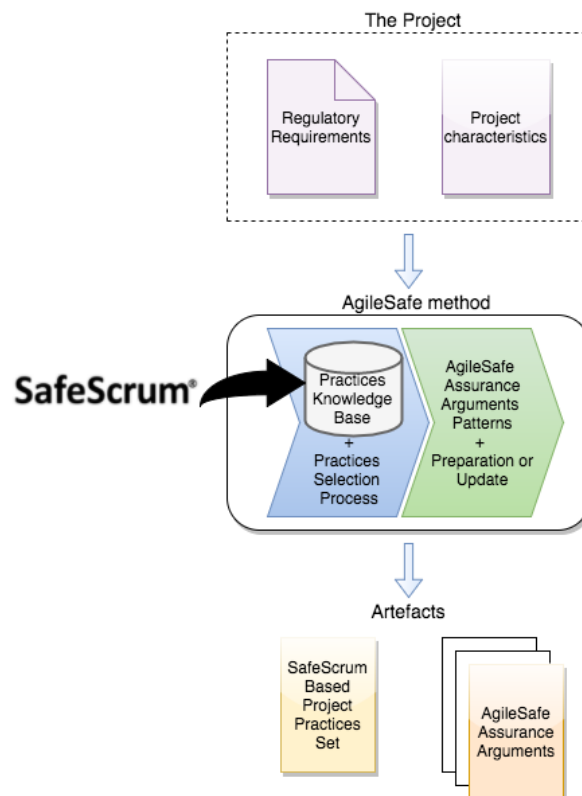 The Project
Regulatory
Requirements
Project
characteristics
AgileSafe method
SafeScrum®
Practices
Knowledge
Base
+
Practices
Selection
Process
AgileSafe
Assurance
Arguments
Patterns
+
Preparation or
Update
Artefacts
SafeScrum
Based
Project
Practices
Set
AgileSafe
Assurance
Arguments